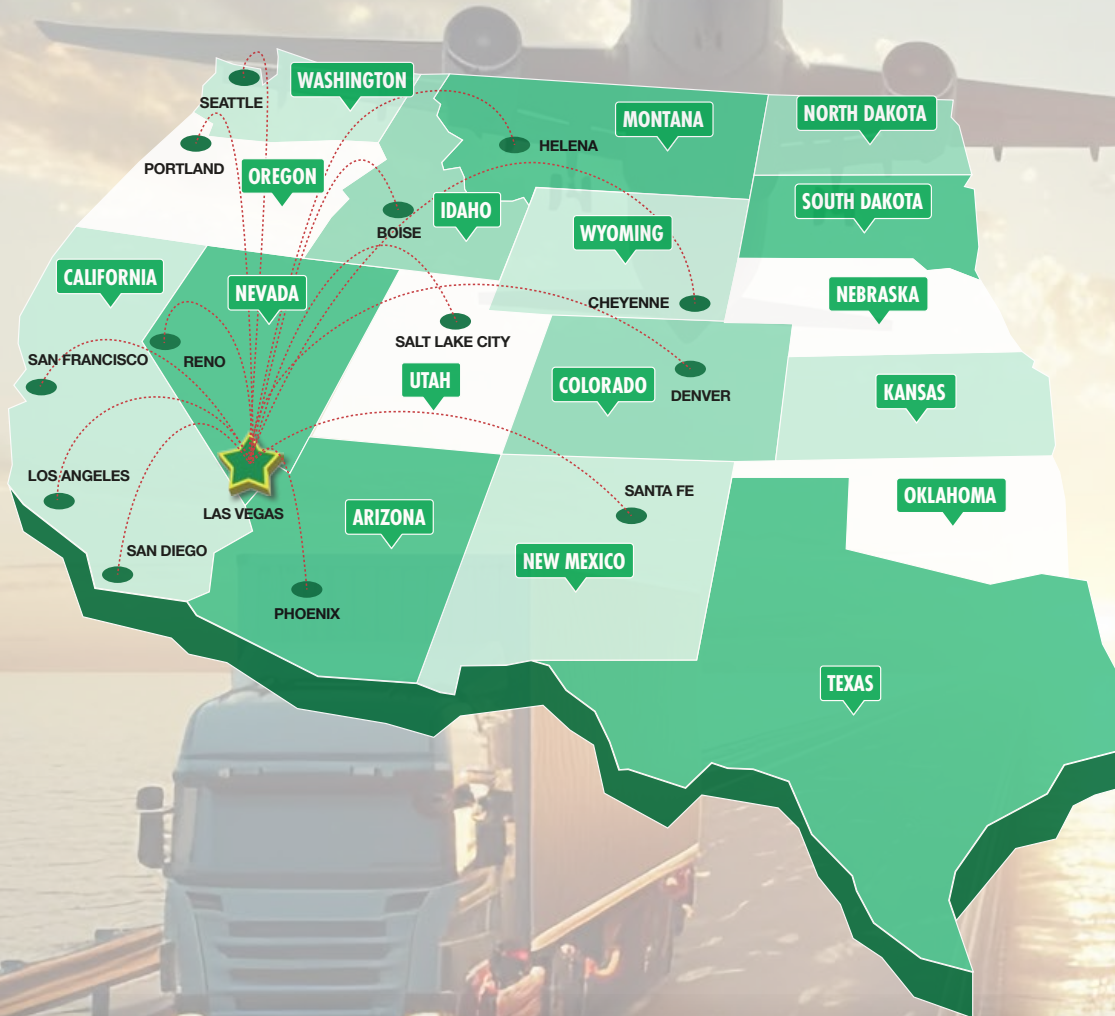 WASHINGTON
SEATTLE
MONTANA
NORTH DAKOTA
HELENA
PORTLAND
OREGON
IDAHO
SOUTH DAKOTA
BOISE
WYOMING
CALIFORNIA
NEVADA
NEBRASKA
CHEYENNE
SALT LAKE CITY
SAN FRANCISCO
RENO
UTAH
COLORADO
DENVER
KANSAS
LOS ANGELES
SANTA FE
OKLAHOMA
LAS VEGAS
ARIZONA
SAN DIEGO
NEW MEXICO
PHOENIX
TEXAS